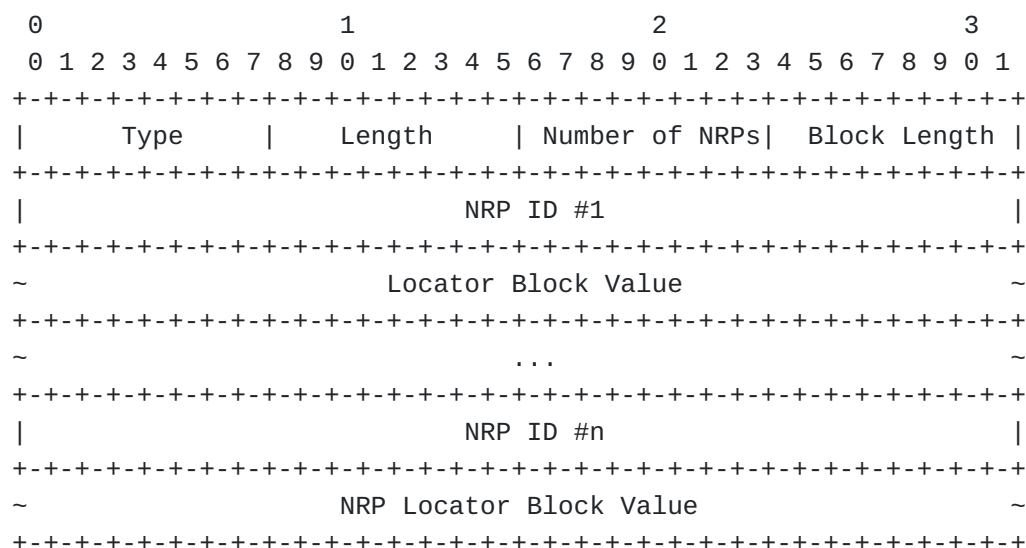 0                   1                   2                   3
 0 1 2 3 4 5 6 7 8 9 0 1 2 3 4 5 6 7 8 9 0 1 2 3 4 5 6 7 8 9 0 1
+-+-+-+-+-+-+-+-+-+-+-+-+-+-+-+-+-+-+-+-+-+-+-+-+-+-+-+-+-+-+-+-+
|      Type     |    Length     | Number of NRPs|  Block Length |
+-+-+-+-+-+-+-+-+-+-+-+-+-+-+-+-+-+-+-+-+-+-+-+-+-+-+-+-+-+-+-+-+
|                            NRP ID #1                          |
+-+-+-+-+-+-+-+-+-+-+-+-+-+-+-+-+-+-+-+-+-+-+-+-+-+-+-+-+-+-+-+-+
~                       Locator Block Value                     ~
+-+-+-+-+-+-+-+-+-+-+-+-+-+-+-+-+-+-+-+-+-+-+-+-+-+-+-+-+-+-+-+-+
~                               ...                             ~
+-+-+-+-+-+-+-+-+-+-+-+-+-+-+-+-+-+-+-+-+-+-+-+-+-+-+-+-+-+-+-+-+
|                            NRP ID #n                          |
+-+-+-+-+-+-+-+-+-+-+-+-+-+-+-+-+-+-+-+-+-+-+-+-+-+-+-+-+-+-+-+-+
~                    NRP Locator Block Value                    ~
+-+-+-+-+-+-+-+-+-+-+-+-+-+-+-+-+-+-+-+-+-+-+-+-+-+-+-+-+-+-+-+-+